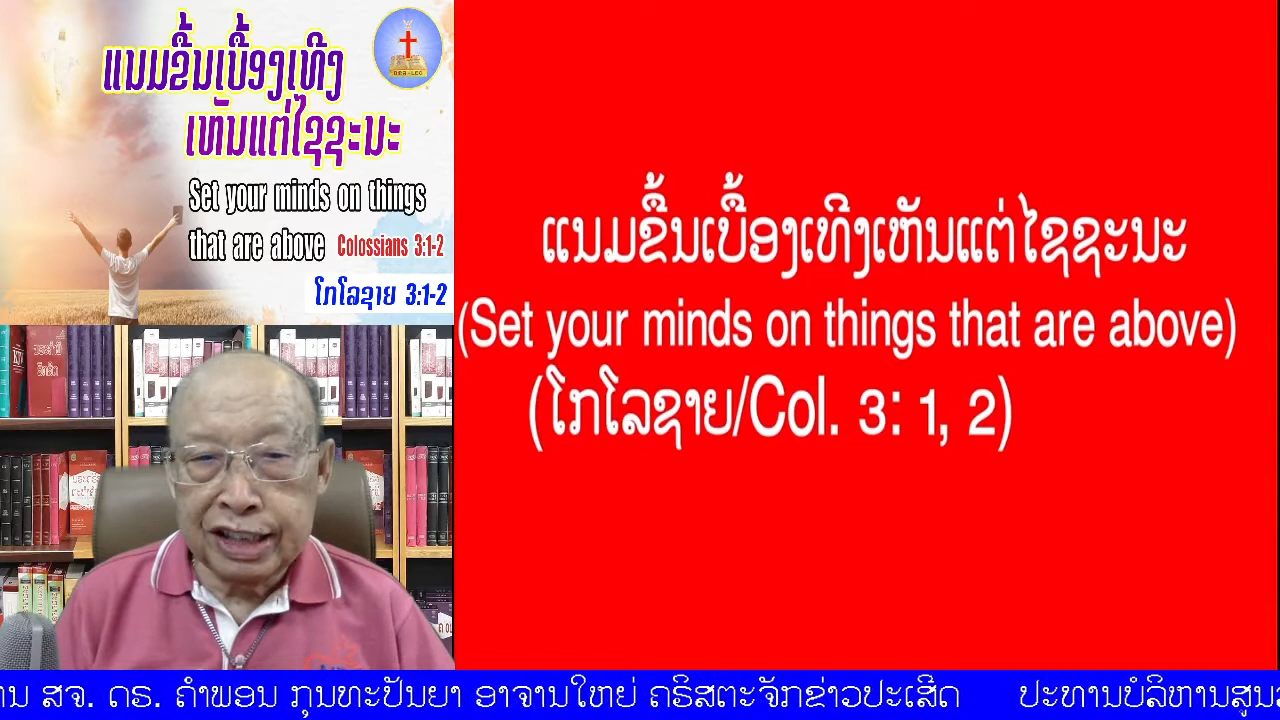 ແນມຂຶ້ນເບື້ອງເທິງ
ເຫັນແຕ່ໄຊຊະນະ
Set your minds on things
that are above Colossians 3:1-2
ໂກໂລຊາຍ 3:1-2
ແນມຂຶ້ນເບື້ອງເທິງເຫັນແຕ່ໄຊຊະນະ
(Set your minds on things that are above)
(ໂກໂລຊາຍ/Col. 3: 1, 2)
ສຈ. ດຣ. ຄຳພອນ ກຸນທະປັນຍາ ອາຈານໃຫຍ່ ຄຣິສຕະຈັກຂ່າວປະເສີດ ປະທານບໍລິຫານສູນ